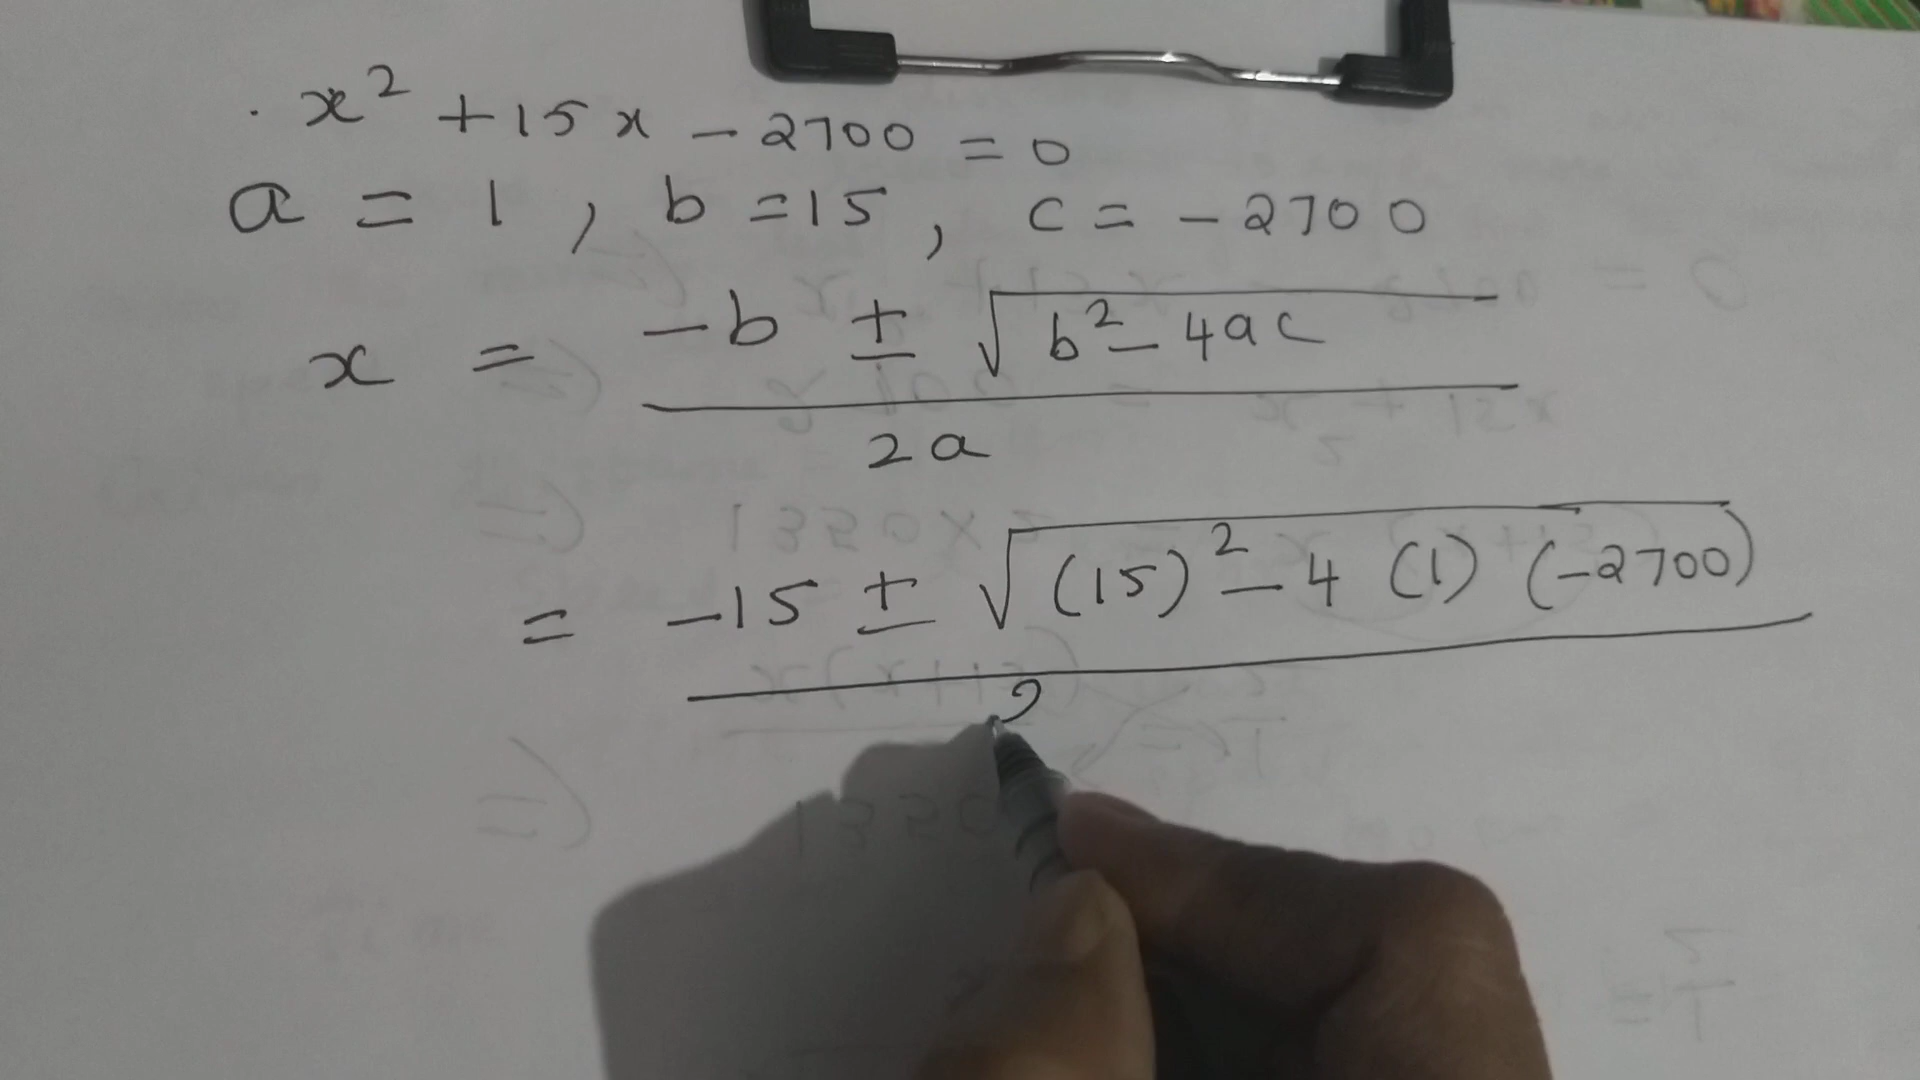 x² + 15x - 2700 = 0
a = 1, b = 15, c = -2700
x = -b ± √b² - 4ac
2a
= -15 ± √(15)² - 4 (1) (-2700)
2